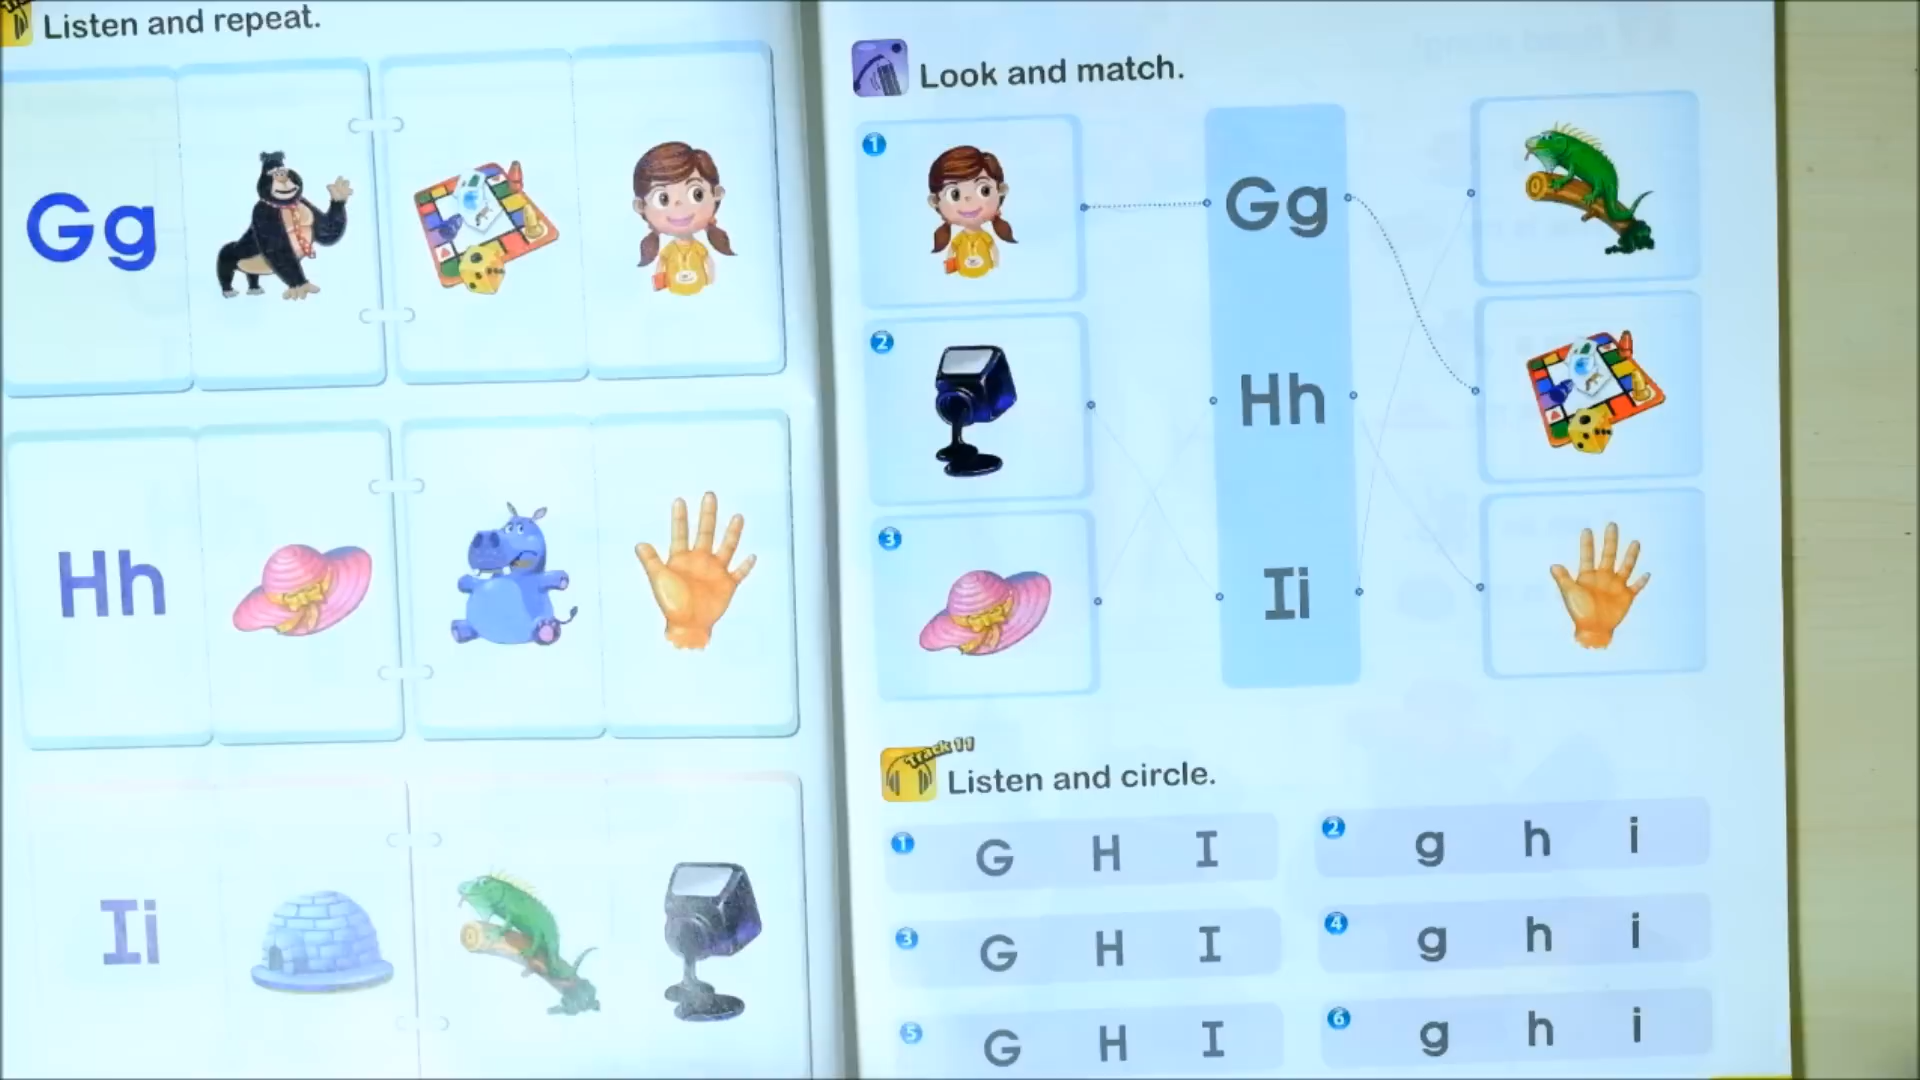 Listen and repeat.
Gg
Hh
Ii
Look and match.
1
Gg
2
Hh
3
Ii
Track 11
Listen and circle.
1 G H I
2 g h i
3 G H I
4 g h i
5 G H I
6 g h i